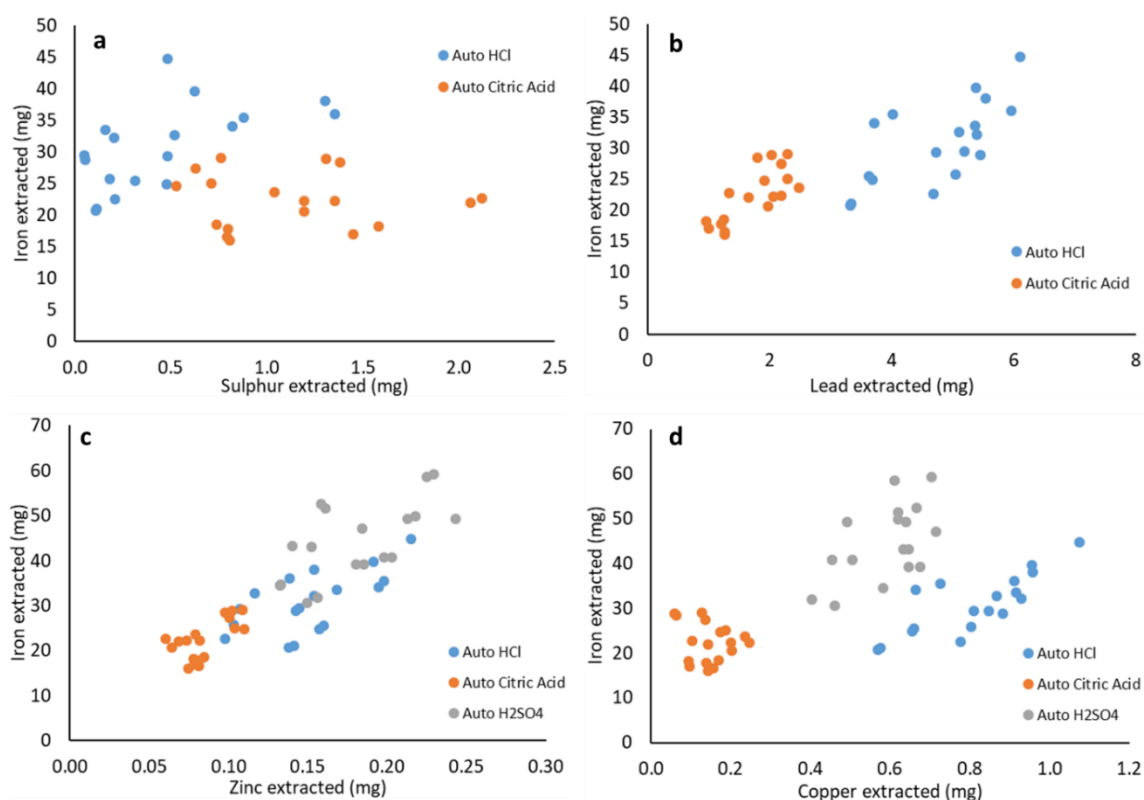 a
50
45
40
35
30
25
20
15
10
5
0
Iron extracted (mg)
Auto HCl
Auto Citric Acid
0.0 0.5 1.0 1.5 2.0 2.5
Sulphur extracted (mg)
b
50
45
40
35
30
25
20
15
10
5
0
Iron extracted (mg)
Auto HCl
Auto Citric Acid
0 2 4 6 8
Lead extracted (mg)
c
70
60
50
40
30
20
10
0
Iron extracted (mg)
Auto HCl
Auto Citric Acid
Auto H2SO4
0.00 0.05 0.10 0.15 0.20 0.25 0.30
Zinc extracted (mg)
d
70
60
50
40
30
20
10
0
Iron extracted (mg)
Auto HCl
Auto Citric Acid
Auto H2SO4
0.0 0.2 0.4 0.6 0.8 1.0 1.2
Copper extracted (mg)